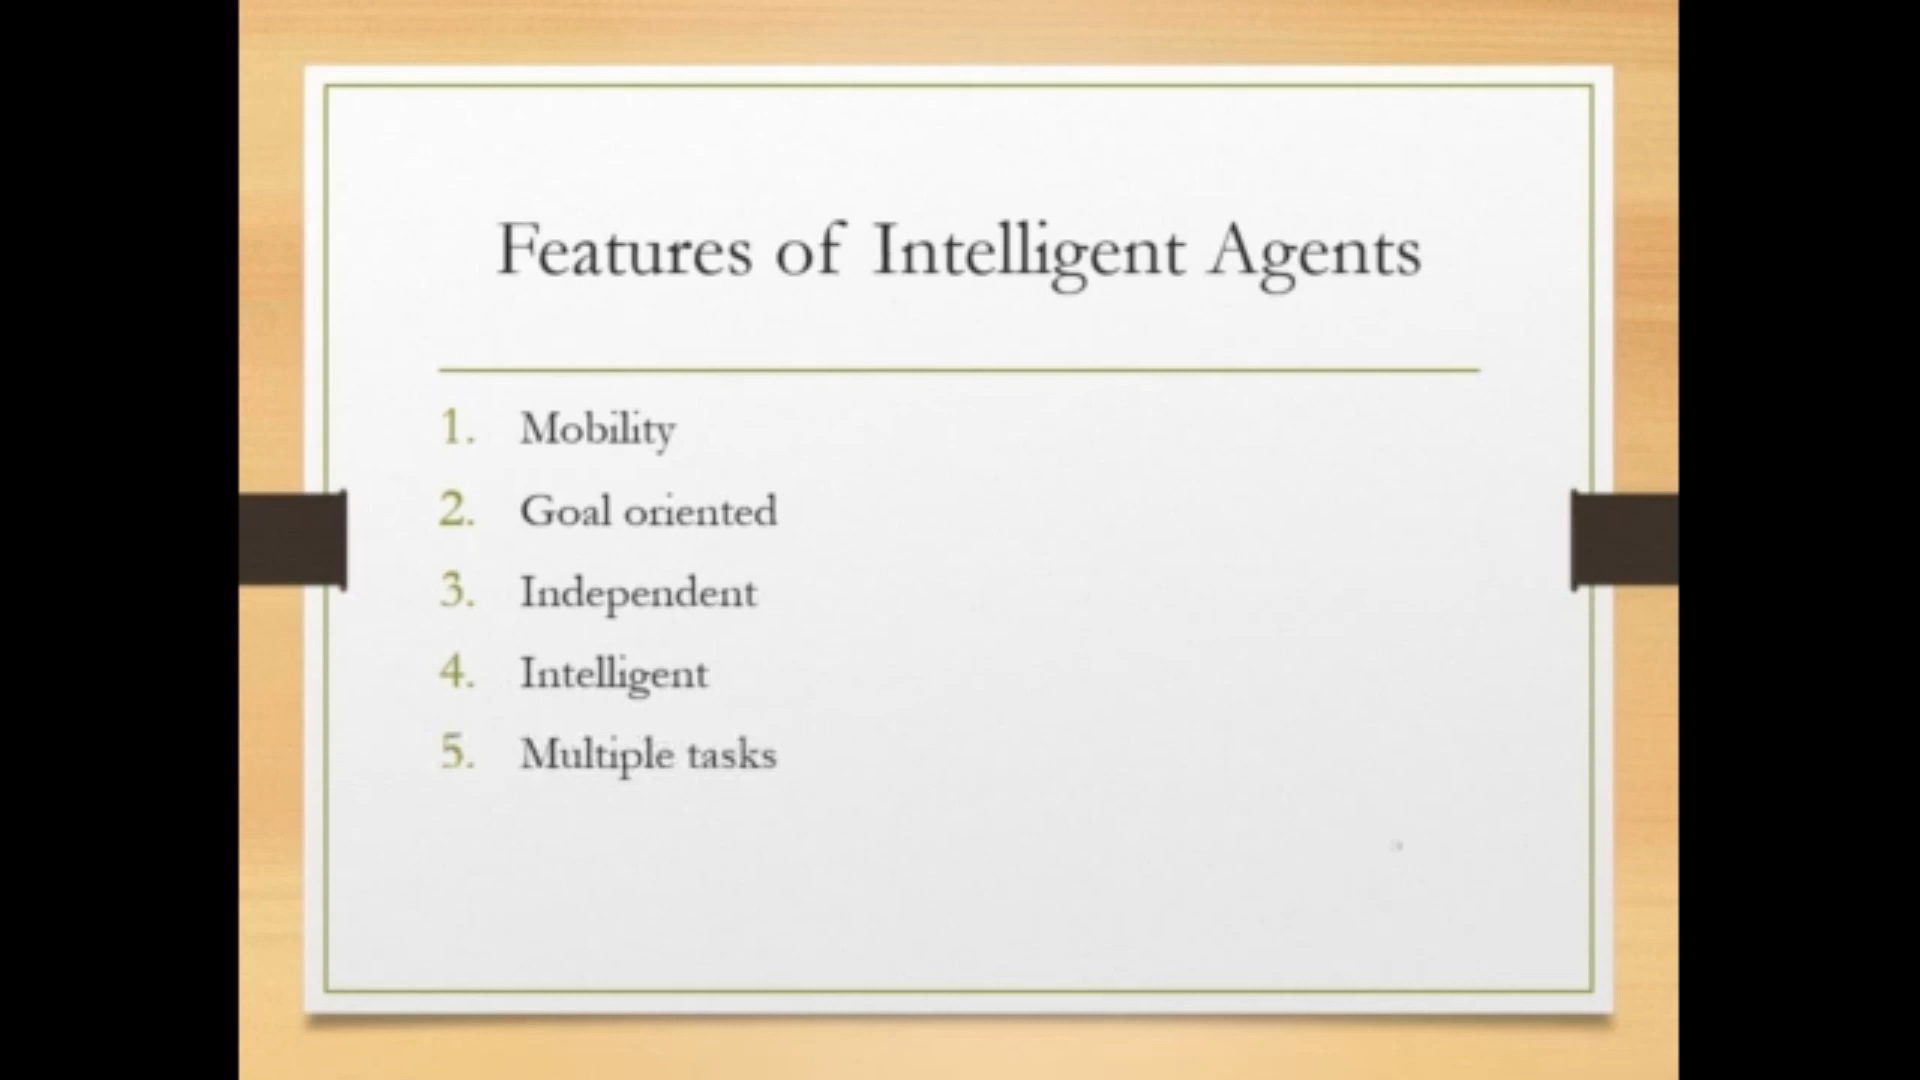 Features of Intelligent Agents
1. Mobility
2. Goal oriented
3. Independent
4. Intelligent
5. Multiple tasks